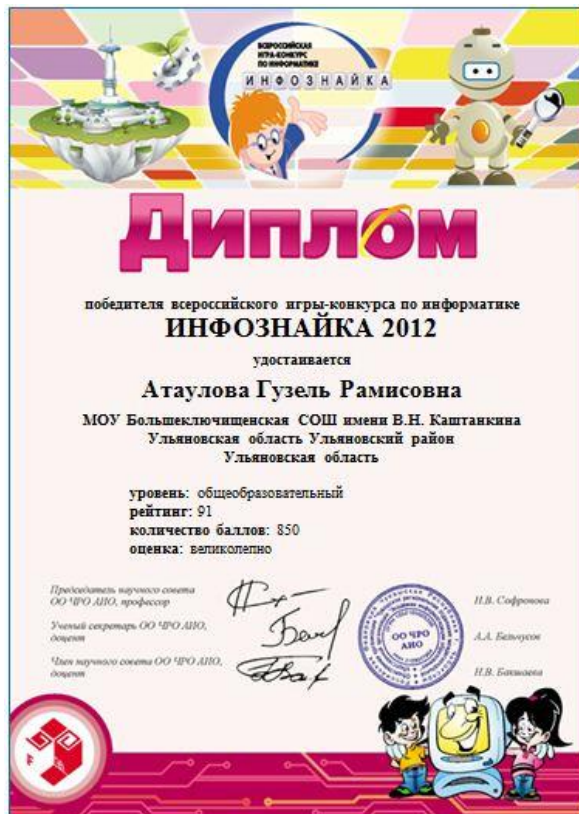 ВСЕРОССИЙСКАЯ
ИГРА-КОНКУРС
ПО ИНФОРМАТИКЕ
ИНФОЗНАЙКА
Диплом
победителя всероссийского игры-конкурса по информатике
ИНФОЗНАЙКА 2012
удостаивается
Атаулова Гузель Рамисовна
МОУ Большеключищенская СОШ имени В.Н. Каштанкина
Ульяновская область Ульяновский район
Ульяновская область
уровень: общеобразовательный
рейтинг: 91
количество баллов: 850
оценка: великолепно
Председатель научного совета
ОО ЧРО АИО, профессор
Н.В. Софронова
Ученый секретарь ОО ЧРО АИО,
доцент
А.А. Бельчусов
Член научного совета ОО ЧРО АИО,
доцент
Н.В. Бакшаева
ОО ЧРО
АИО